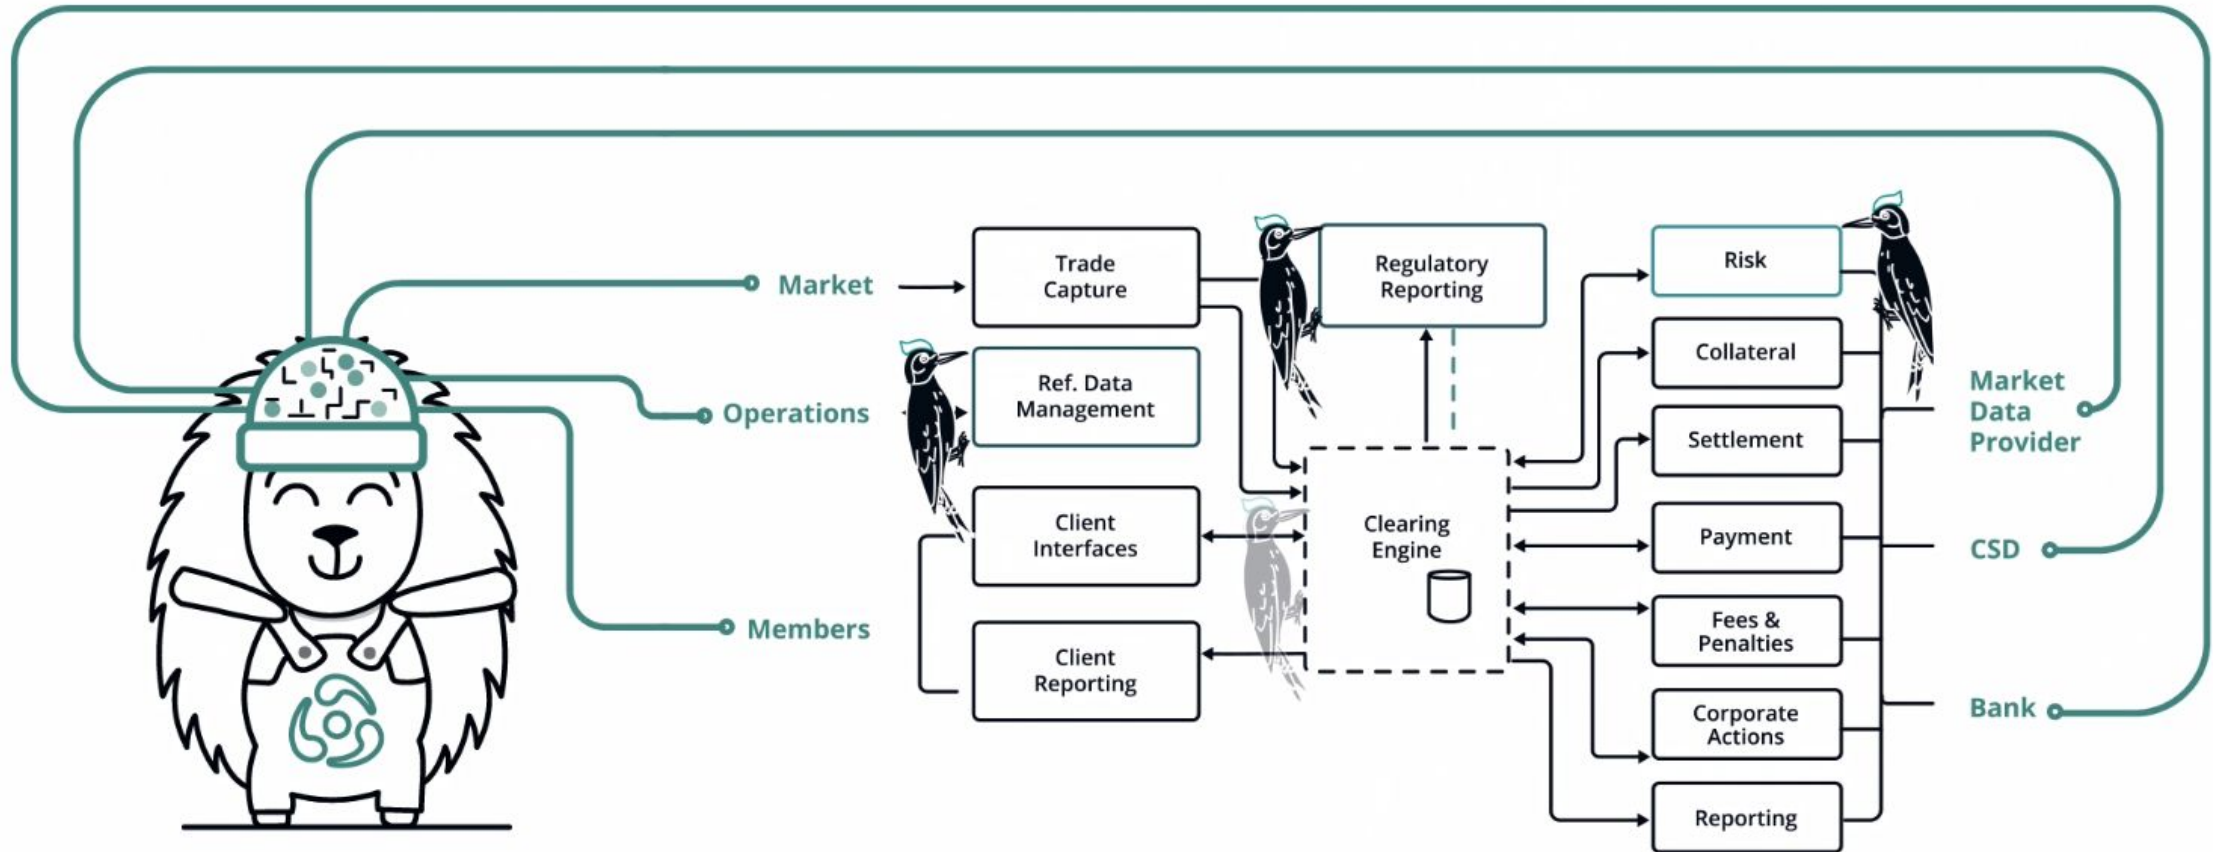 Market
Operations
Members
Trade
Capture
Ref. Data
Management
Client
Interfaces
Client
Reporting
Regulatory
Reporting
Clearing
Engine
Risk
Collateral
Settlement
Payment
Fees &
Penalties
Corporate
Actions
Reporting
Market
Data
Provider
CSD
Bank